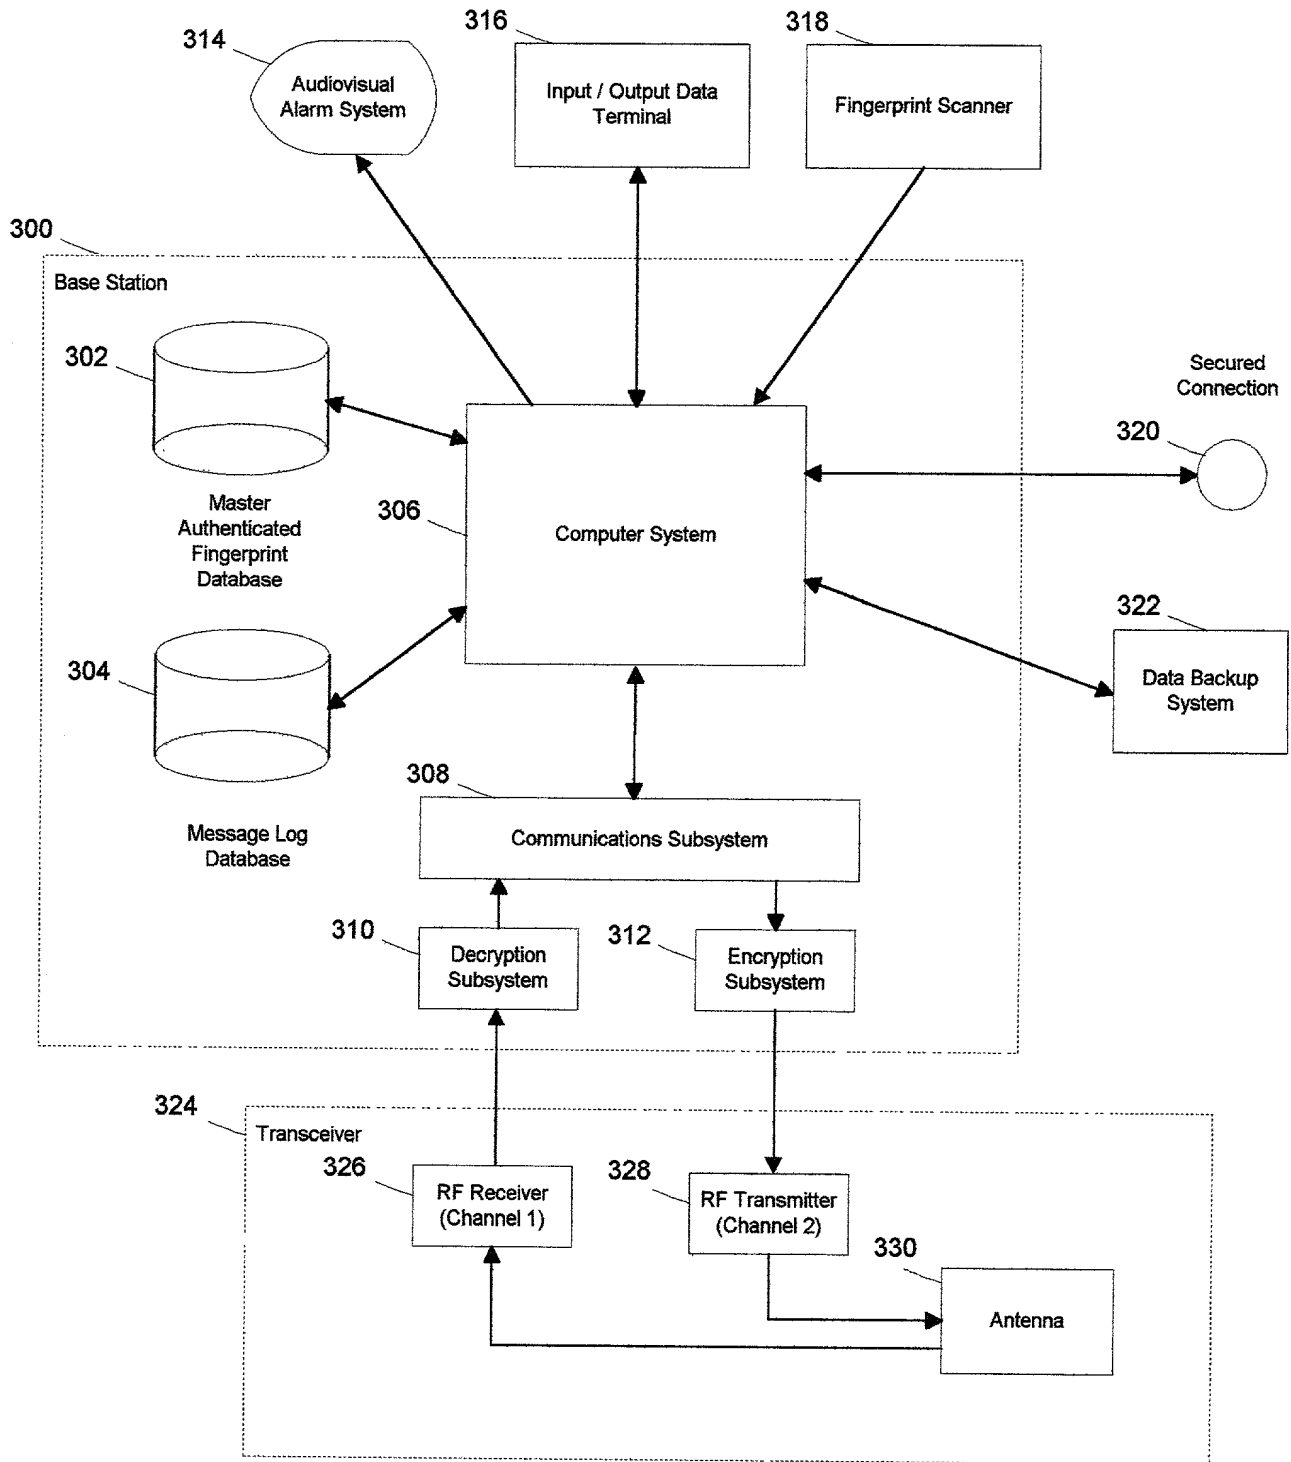 314
Audiovisual
Alarm System
316
Input / Output Data
Terminal
318
Fingerprint Scanner
300
Base Station
302
Master
Authenticated
Fingerprint
Database
304
Message Log
Database
306
Computer System
Secured
Connection
320
322
Data Backup
System
308
Communications Subsystem
310
Decryption
Subsystem
312
Encryption
Subsystem
324
Transceiver
326
RF Receiver
(Channel 1)
328
RF Transmitter
(Channel 2)
330
Antenna